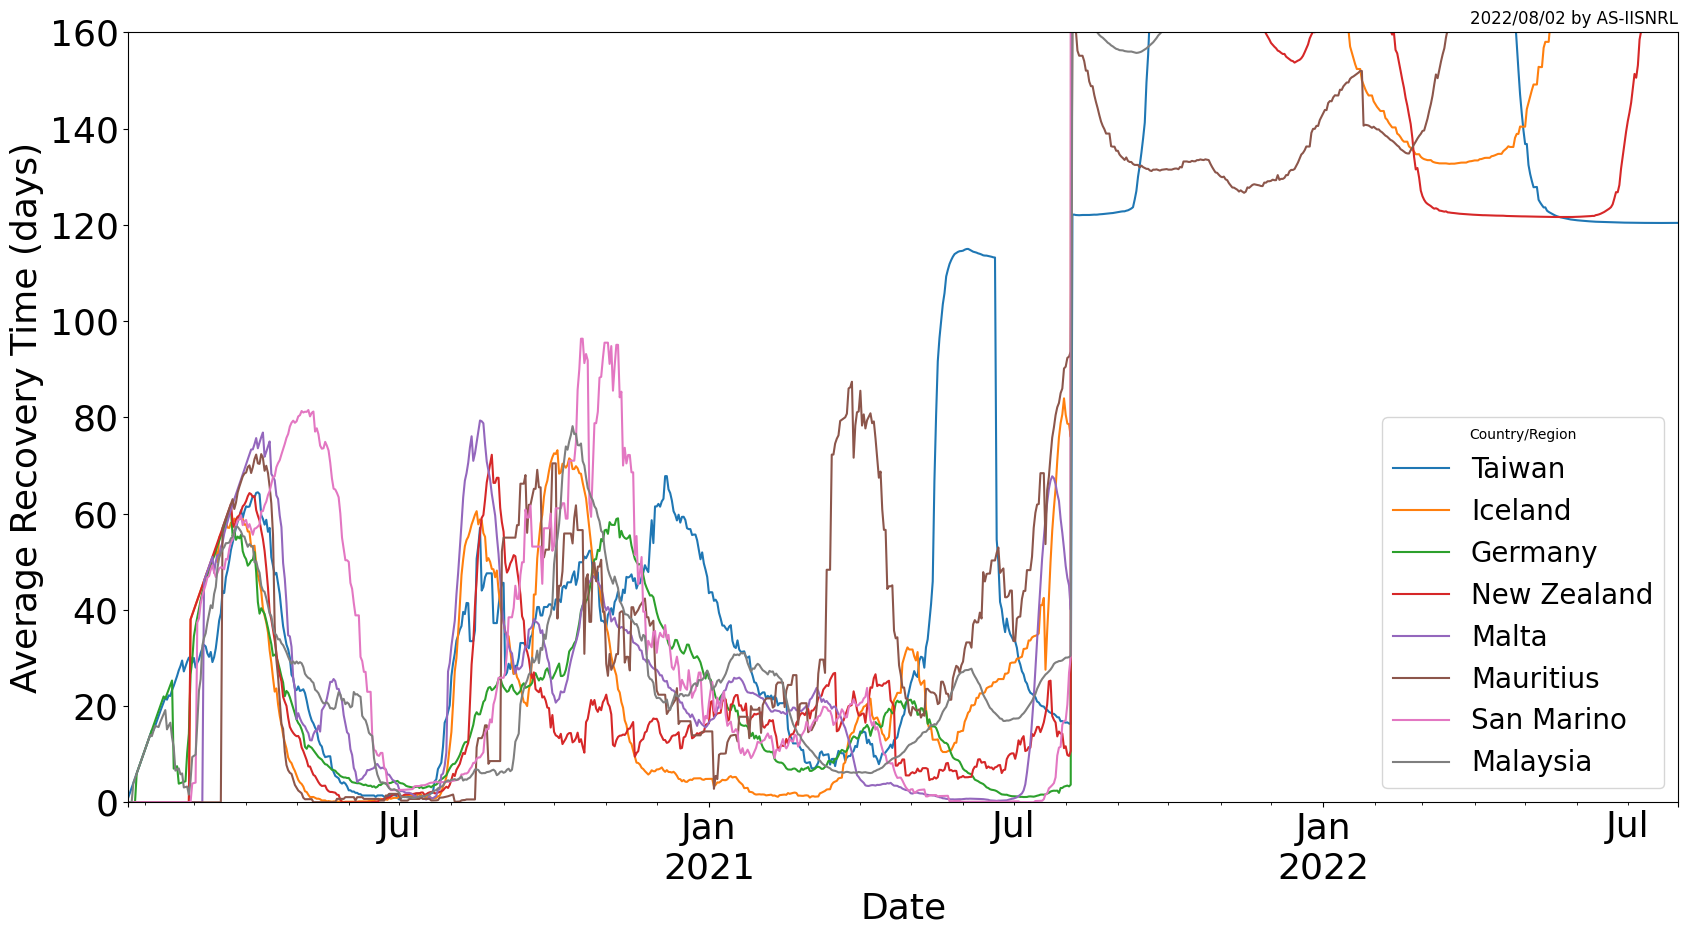 2022/08/02 by AS-IISNRL
160
140
120
100
80
60
40
20
0
Average Recovery Time (days)
Country/Region
Taiwan
Iceland
Germany
New Zealand
Malta
Mauritius
San Marino
Malaysia
Jul
Jan
2021
Jul
Jan
2022
Jul
Date